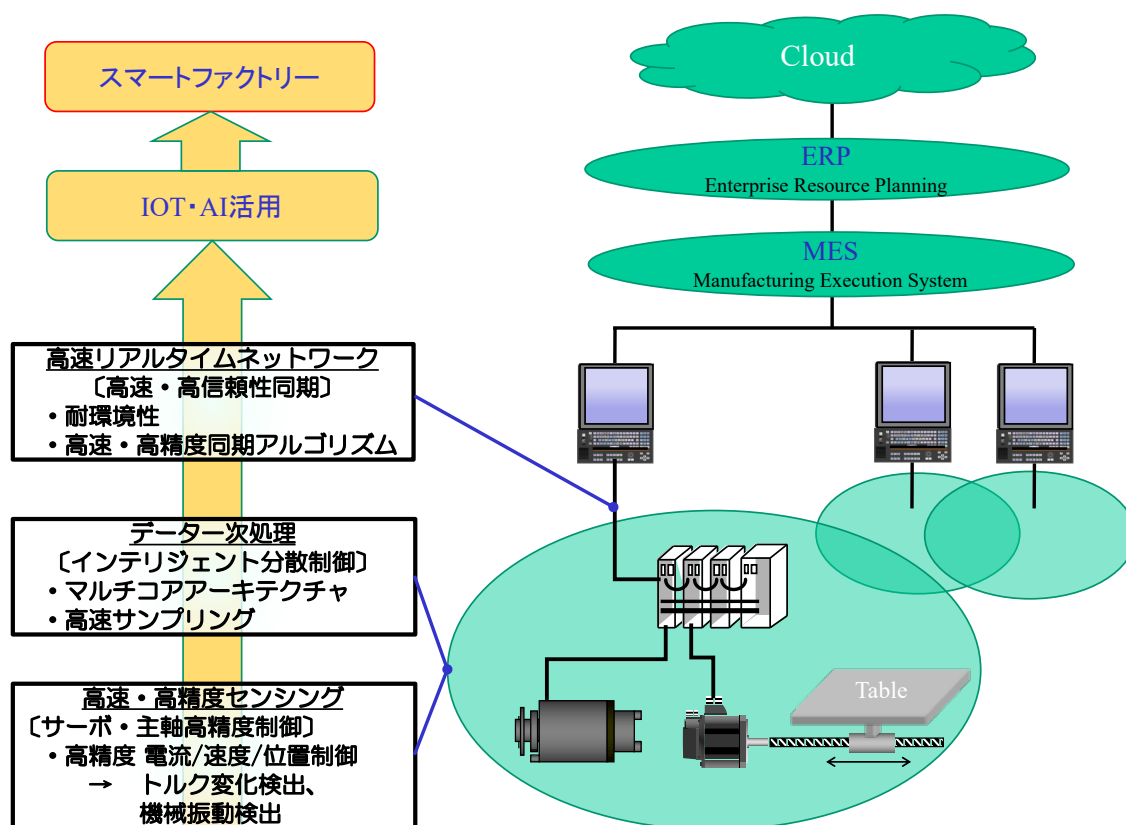 スマートファクトリー
IOT・AI活用
高速リアルタイムネットワーク
〔高速・高信頼性同期〕
・耐環境性
・高速・高精度同期アルゴリズム
データ一次処理
〔インテリジェント分散制御〕
・マルチコアアーキテクチャ
・高速サンプリング
高速・高精度センシング
〔サーボ・主軸高精度制御〕
・高精度 電流/速度/位置制御
→ トルク変化検出、
機械振動検出
Cloud
ERP
Enterprise Resource Planning
MES
Manufacturing Execution System
Table